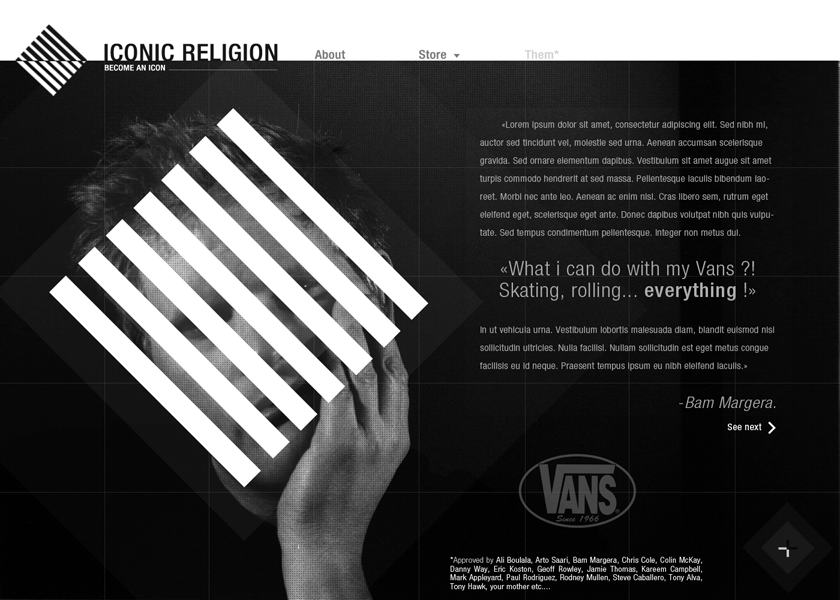 ICONIC RELIGION
BECOME AN ICON
About
Store
Them*
«Lorem ipsum dolor sit amet, consectetur adipiscing elit. Sed nibh mi,
auctor sed tincidunt vel, molestie sed urna. Aenean accumsan scelerisque
gravida. Sed ornare elementum dapibus. Vestibulum sit amet augue sit amet
turpis commodo hendrerit at sed massa. Pellentesque iaculis bibendum lao-
reet. Morbi nec ante leo. Aenean ac enim nisl. Cras libero sem, rutrum eget
eleifend eget, scelerisque eget ante. Donec dapibus volutpat nibh quis vulpu-
tate. Sed tempus condimentum pellentesque. Integer non metus dui.
«What i can do with my Vans ?!
Skating, rolling... everything !»
In ut vehicula urna. Vestibulum lobortis malesuada diam, blandit euismod nisl
sollicitudin ultricies. Nulla facilisi. Nullam sollicitudin est eget metus congue
facilisis eu id neque. Praesent tempus ipsum eu nibh eleifend iaculis.»
-Bam Margera.
See next
VANS
Since 1966
*Approved by Ali Boulala, Arto Saari, Bam Margera, Chris Cole, Colin McKay,
Danny Way, Eric Koston, Geoff Rowley, Jamie Thomas, Kareem Campbell,
Mark Appleyard, Paul Rodriguez, Rodney Mullen, Steve Caballero, Tony Alva,
Tony Hawk, your mother etc....